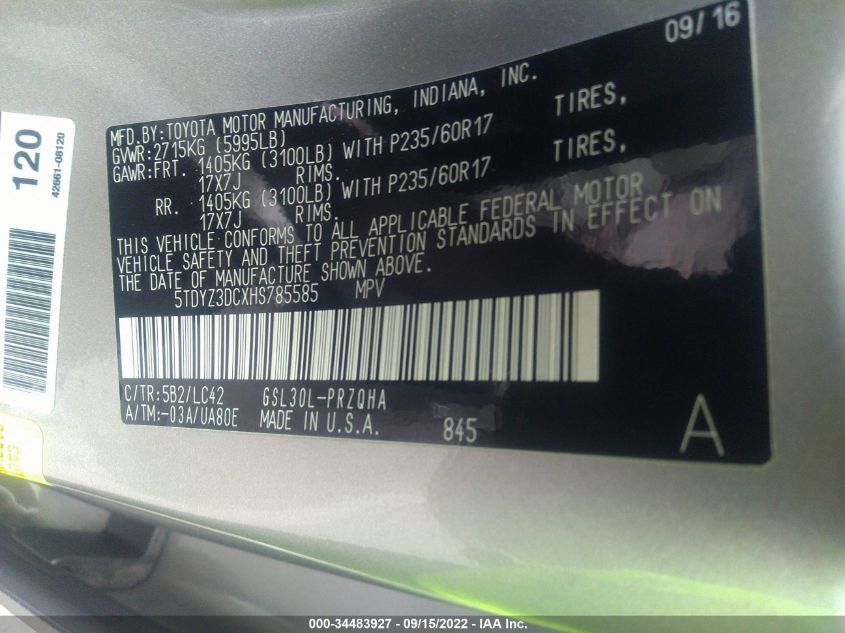 09/ 16
MFD.BY:TOYOTA MOTOR MANUFACTURING, INDIANA, INC.
GVWR:2715KG (5995LB)
GAWR:FRT. 1405KG (3100LB) WITH P235/60R17 TIRES,
17X7J RIMS.
RR. 1405KG (3100LB) WITH P235/60R17 TIRES,
17X7J RIMS.
THIS VEHICLE CONFORMS TO ALL APPLICABLE FEDERAL MOTOR
VEHICLE SAFETY AND THEFT PREVENTION STANDARDS IN EFFECT ON
THE DATE OF MANUFACTURE SHOWN ABOVE.
5TDYZ3DCXHS785585 MPV
C/TR:5B2/LC42 GSL30L-PRZQHA
A/TM:-03A/UA80E MADE IN U.S.A. 845 A
120
42661-08120
000-34483927 - 09/15/2022 - IAA Inc.